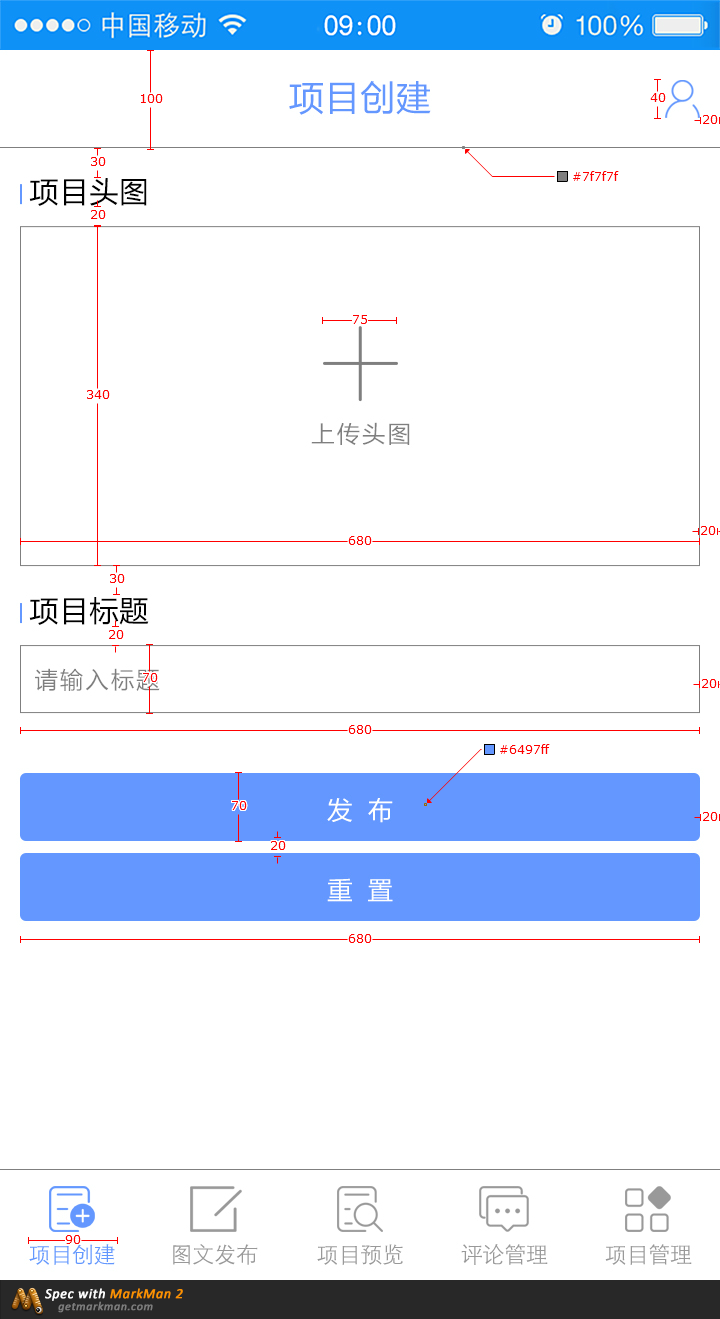 中国移动 09:00 100%
100
项目创建
40
20
30
#7f7f7f
项目头图
20
75
340
上传头图
20
680
30
项目标题
20
请输入标题
70
20
680
#6497ff
70
发 布
20
20
重 置
680
90
项目创建 图文发布 项目预览 评论管理 项目管理
Spec with MarkMan 2
getmarkman.com